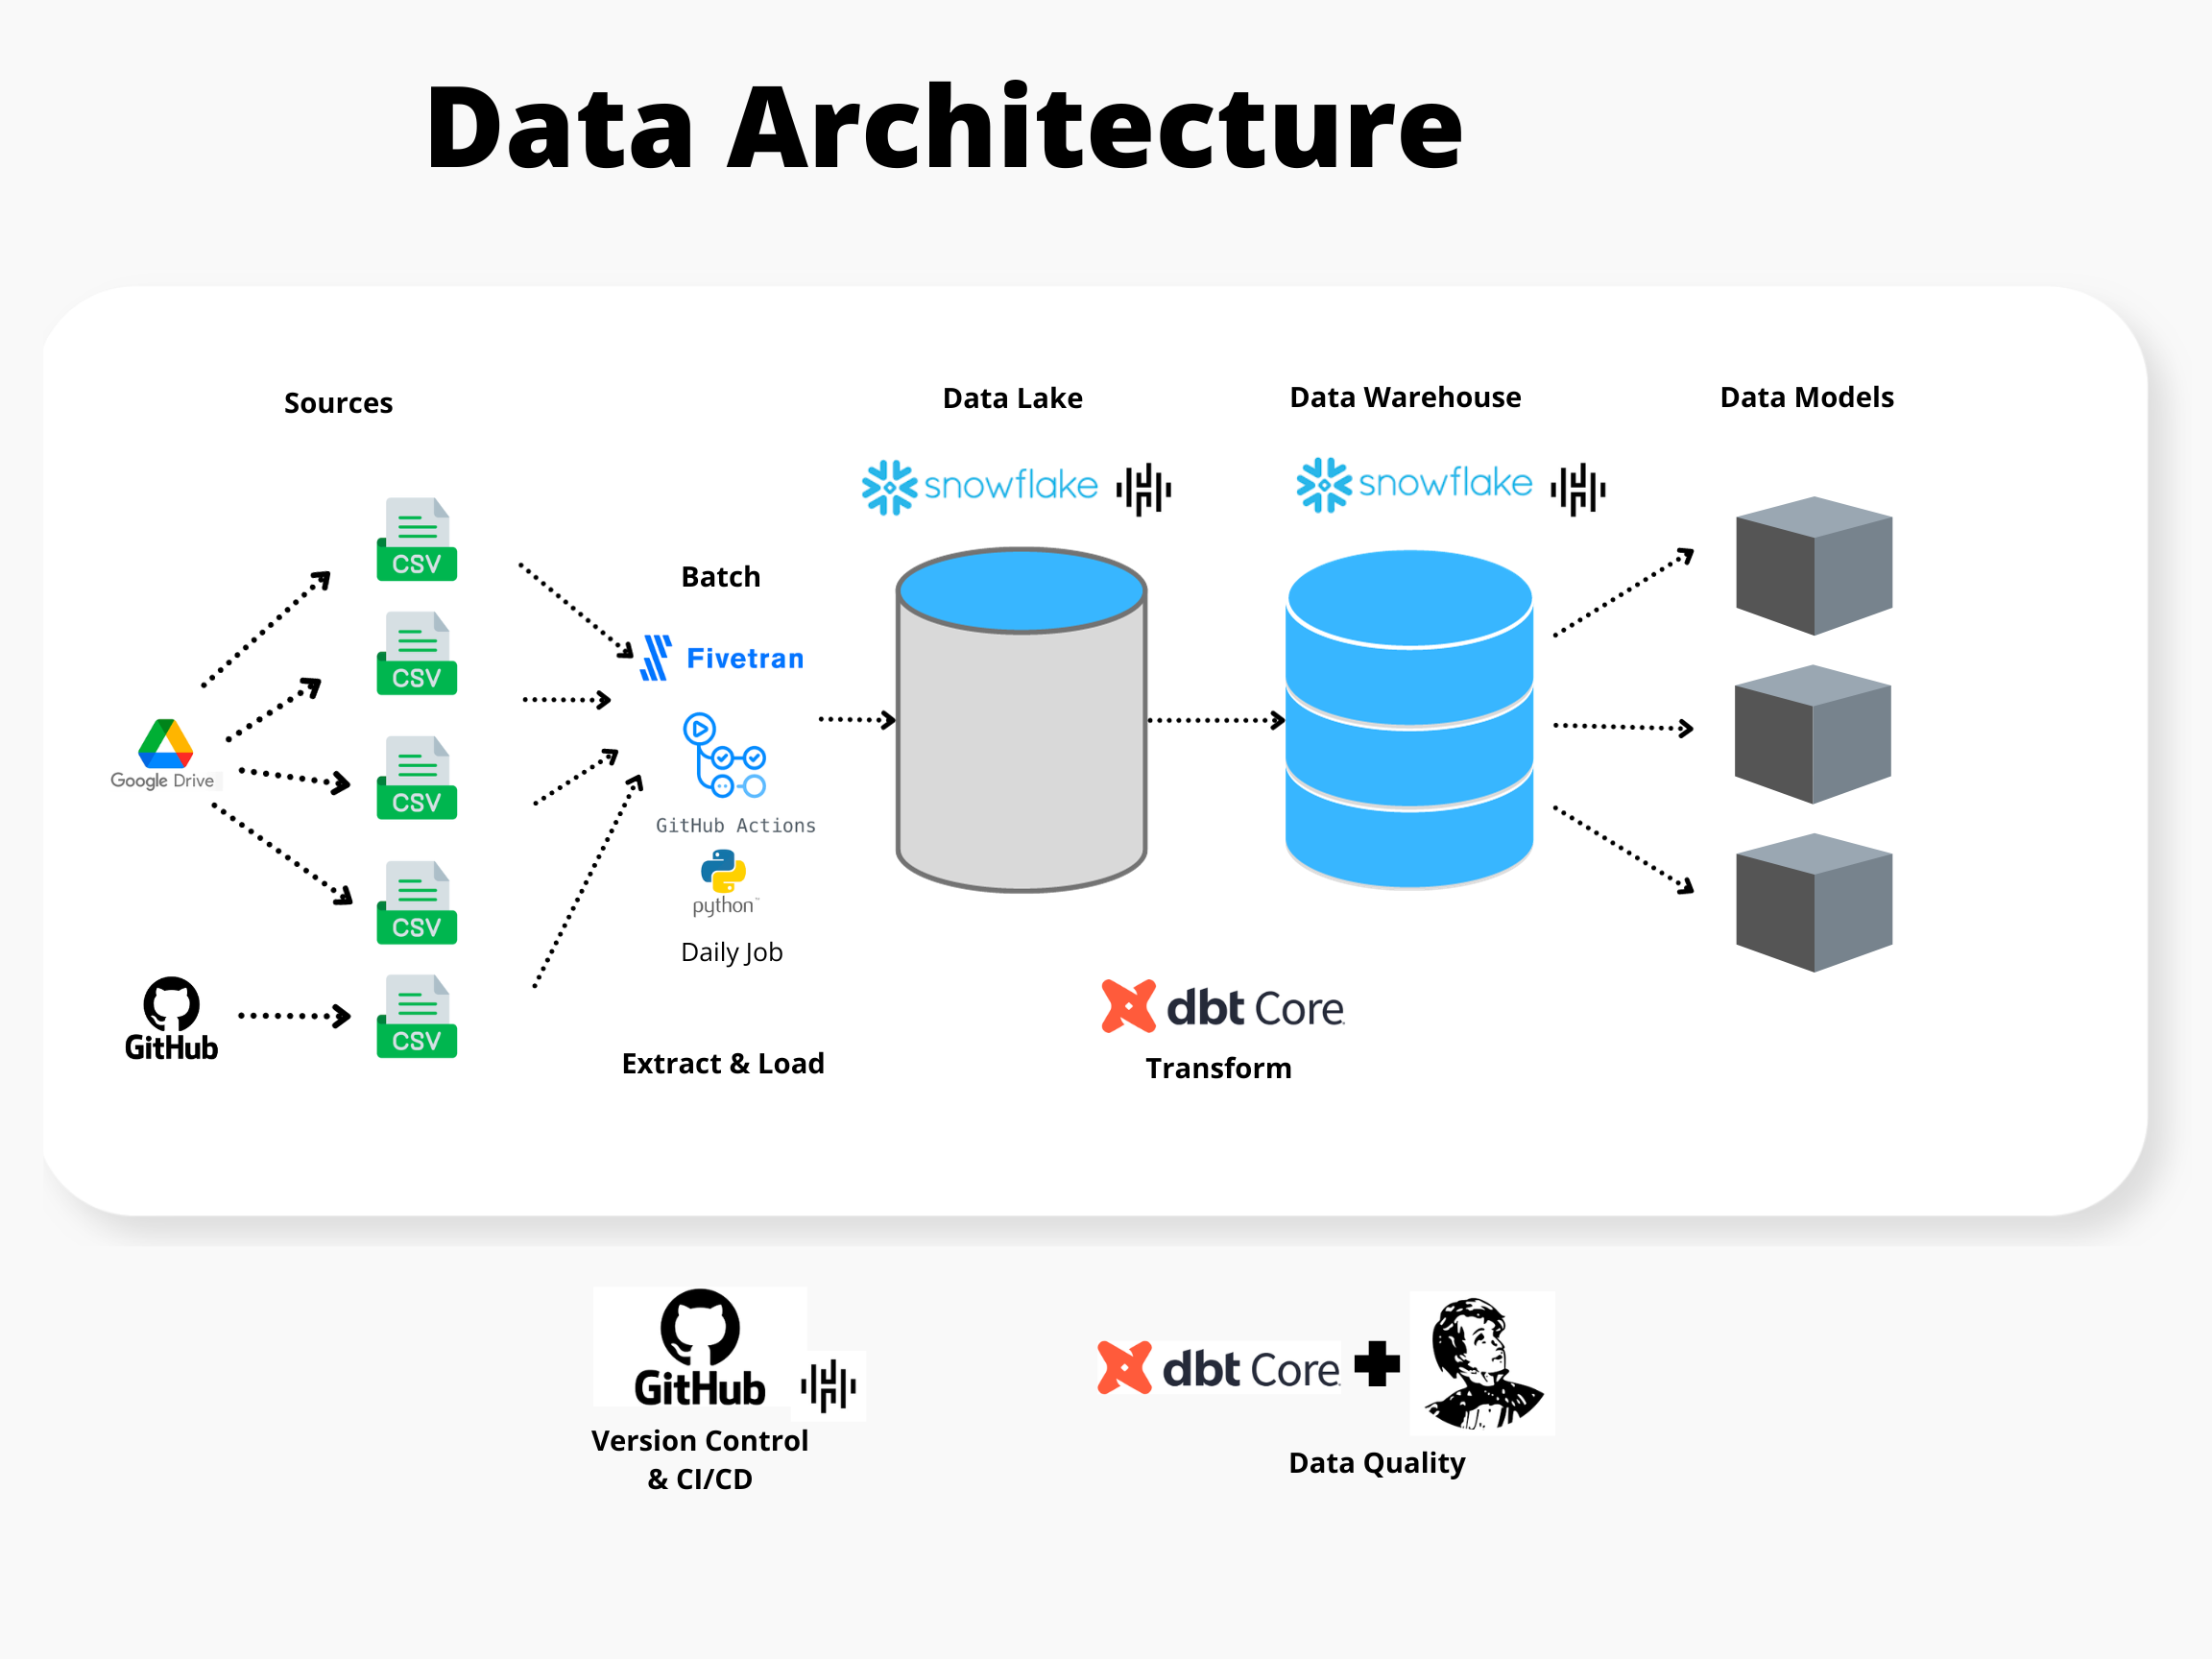 Data Architecture
Sources
Data Lake
Data Warehouse
Data Models
snowflake
snowflake
CSV
CSV
CSV
CSV
CSV
Google Drive
GitHub
Batch
Fivetran
GitHub Actions
python™
Daily Job
Extract & Load
dbt Core
Transform
GitHub
Version Control
& CI/CD
dbt Core
Data Quality